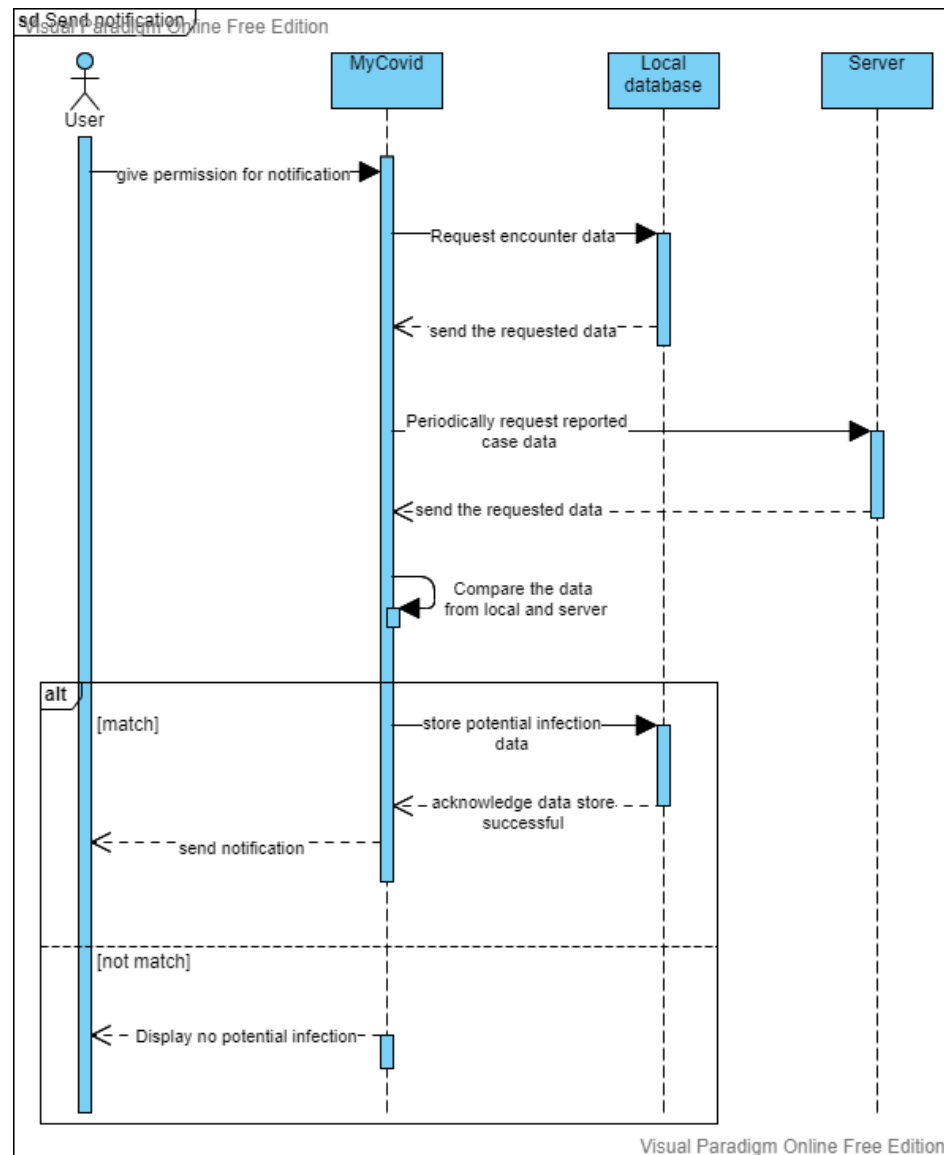 sd Send notification
Visual Paradigm Online Free Edition
User
MyCovid
Local
database
Server
give permission for notification
Request encounter data
send the requested data
Periodically request reported
case data
send the requested data
Compare the data
from local and server
alt
[match]
store potential infection
data
acknowledge data store
successful
send notification
[not match]
Display no potential infection
Visual Paradigm Online Free Edition